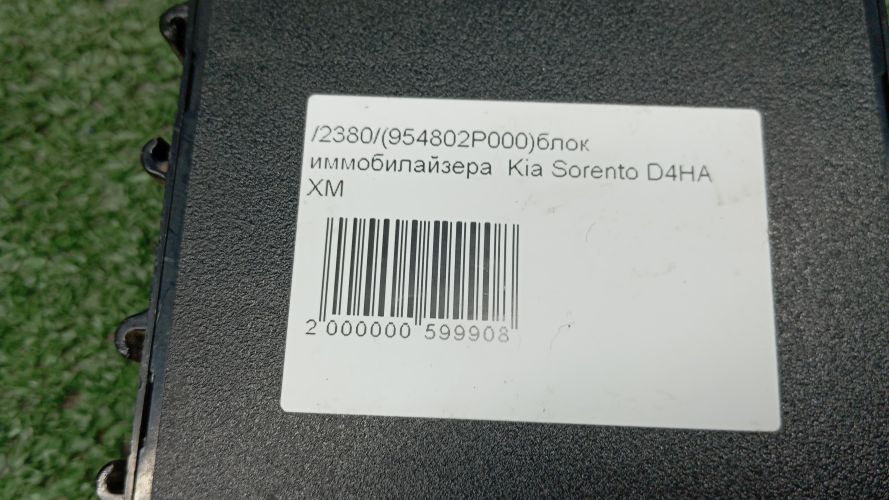 /2380/(954802P000)блок
иммобилайзера Kia Sorento D4HA
XM
2 000000 599908